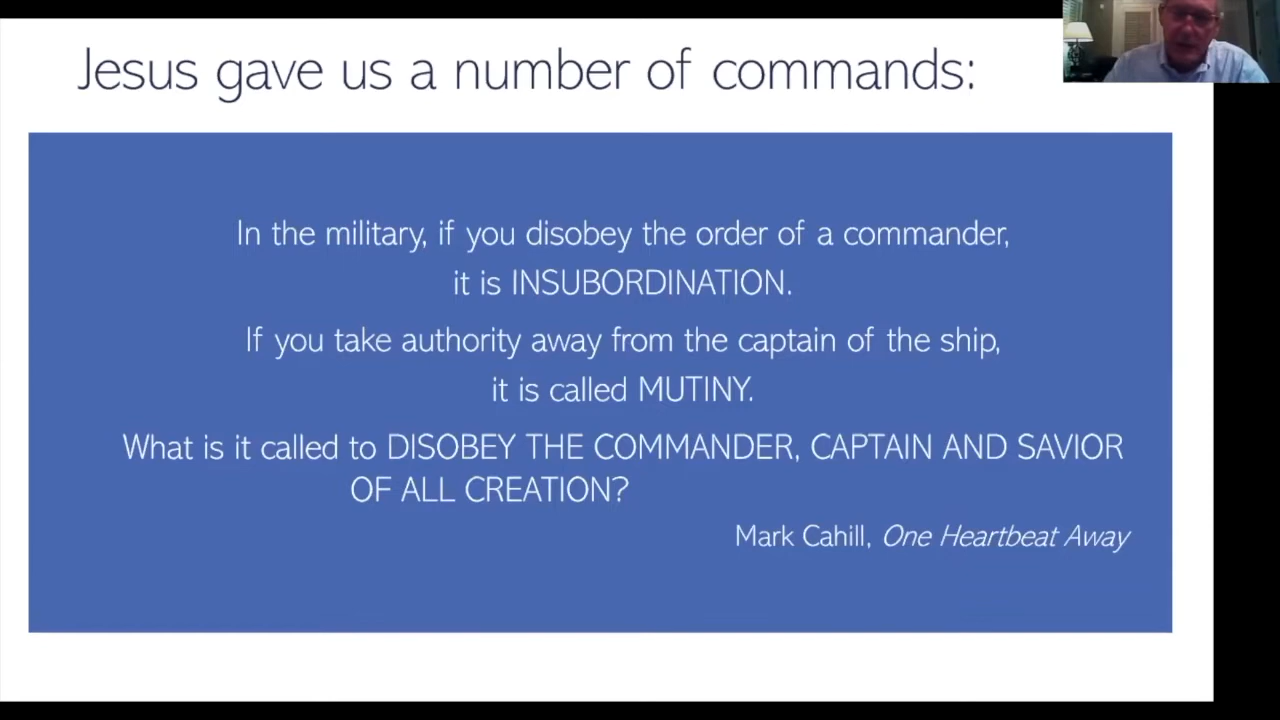 Jesus gave us a number of commands:
In the military, if you disobey the order of a commander,
it is INSUBORDINATION.
If you take authority away from the captain of the ship,
it is called MUTINY.
What is it called to DISOBEY THE COMMANDER, CAPTAIN AND SAVIOR
OF ALL CREATION?
Mark Cahill, One Heartbeat Away